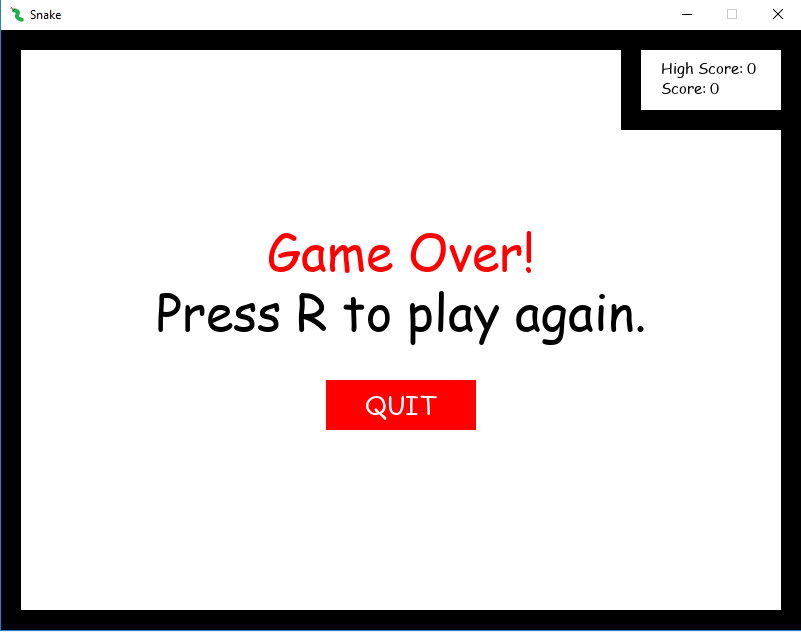 Snake
High Score: 0
Score: 0
Game Over!
Press R to play again.
QUIT